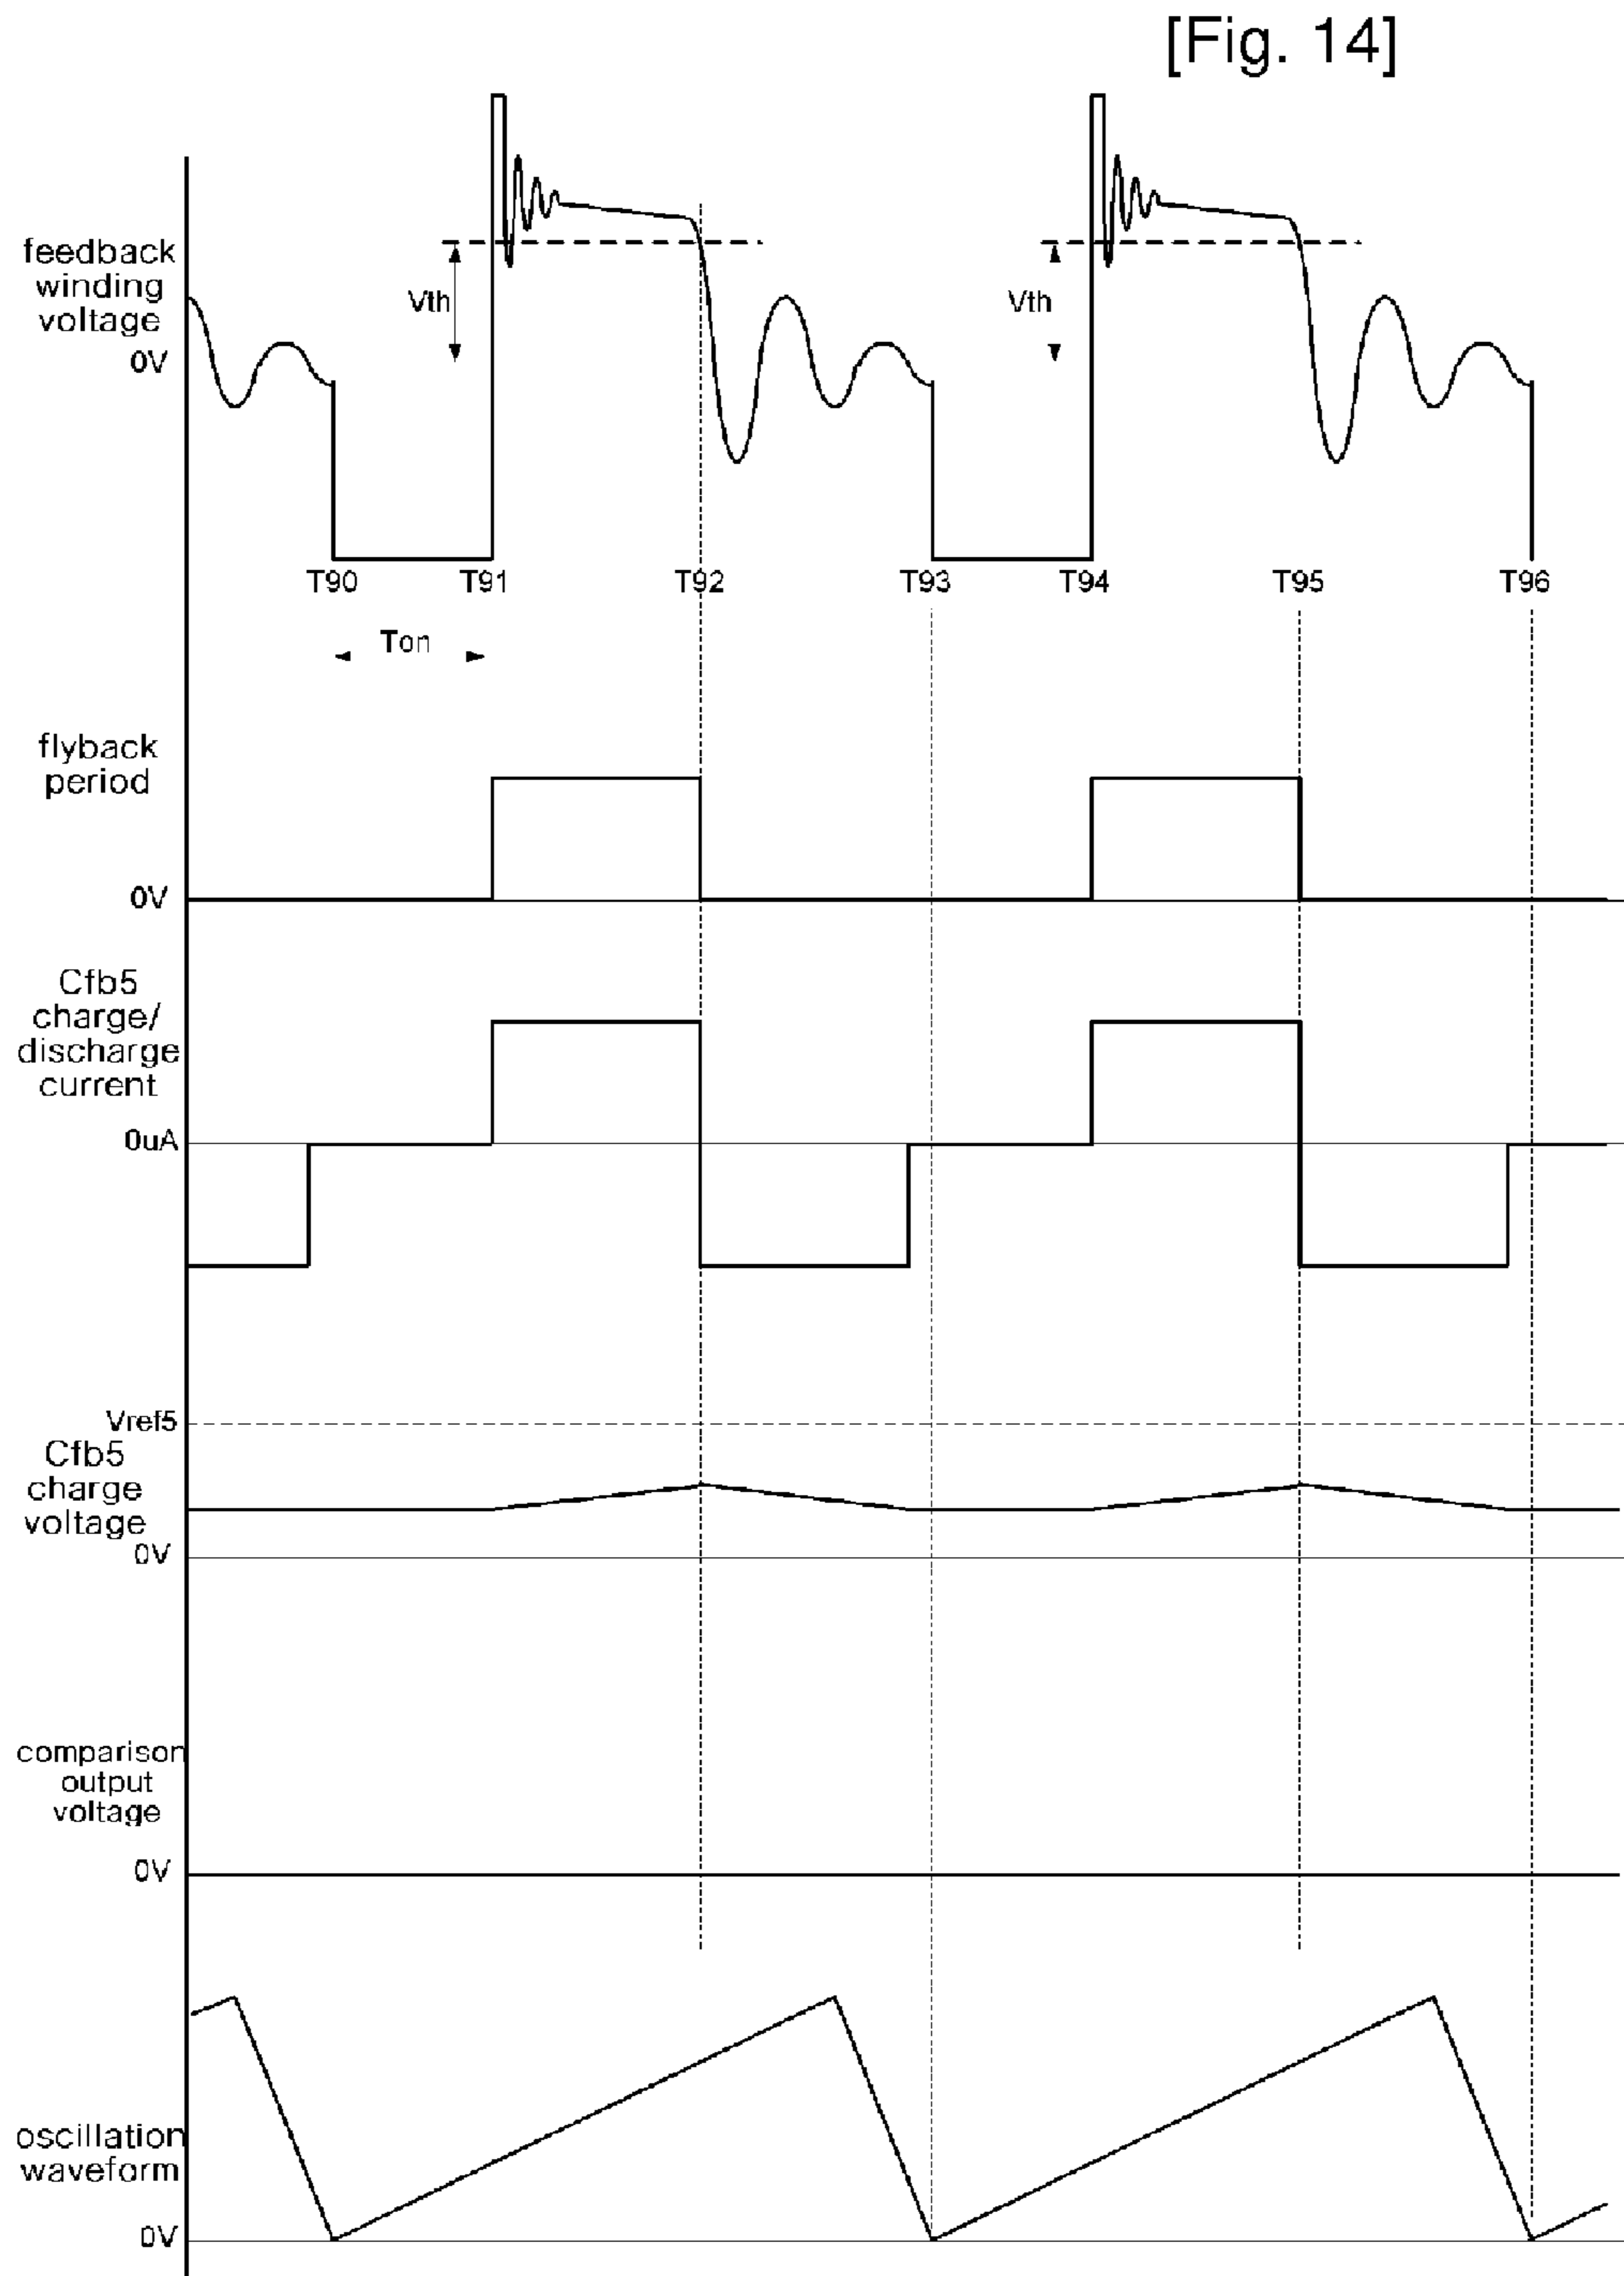 [Fig. 14]
feedback
winding
voltage
0V
Vth
Vth
T90
T91
T92
T93
T94
T95
T96
Ton
flyback
period
0V
Cfb5
charge/
discharge
current
0uA
Vref5
Cfb5
charge
voltage
0V
comparison
output
voltage
0V
oscillation
waveform
0V